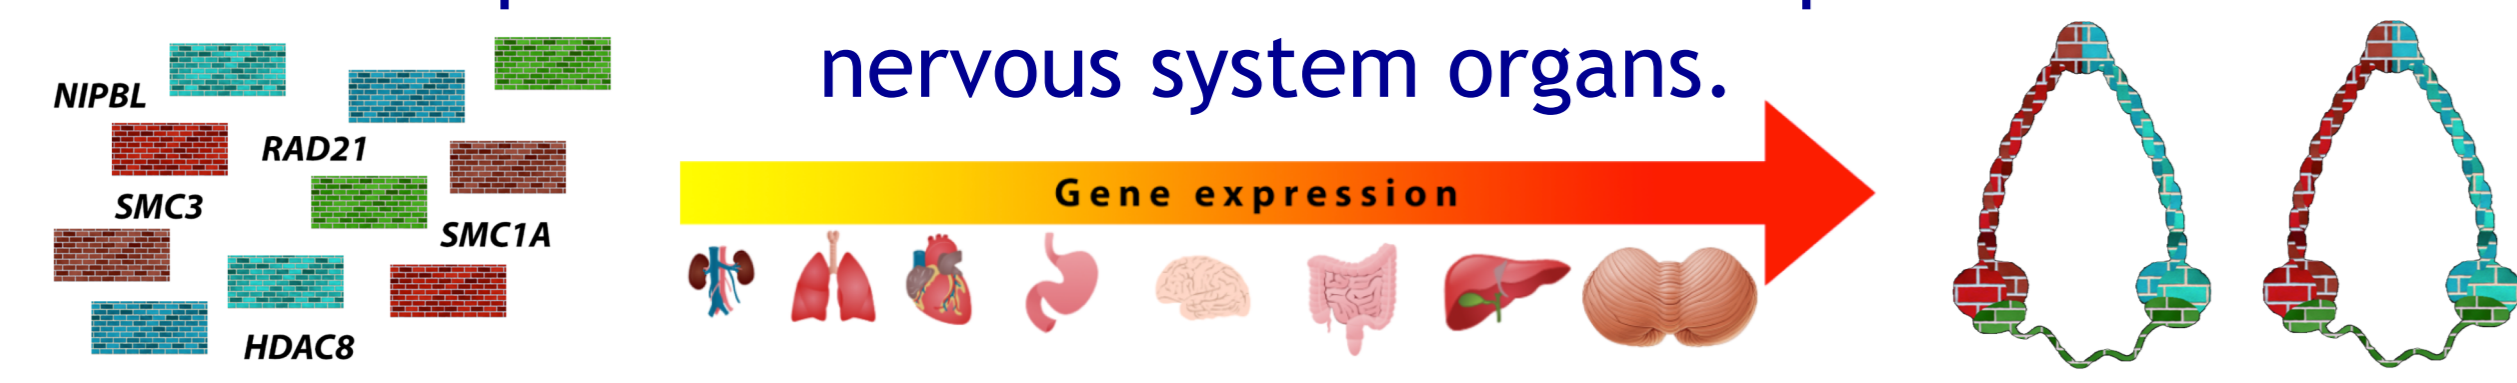 nervous system organs.
NIPBL
RAD21
SMC3
SMC1A
HDAC8
Gene expression